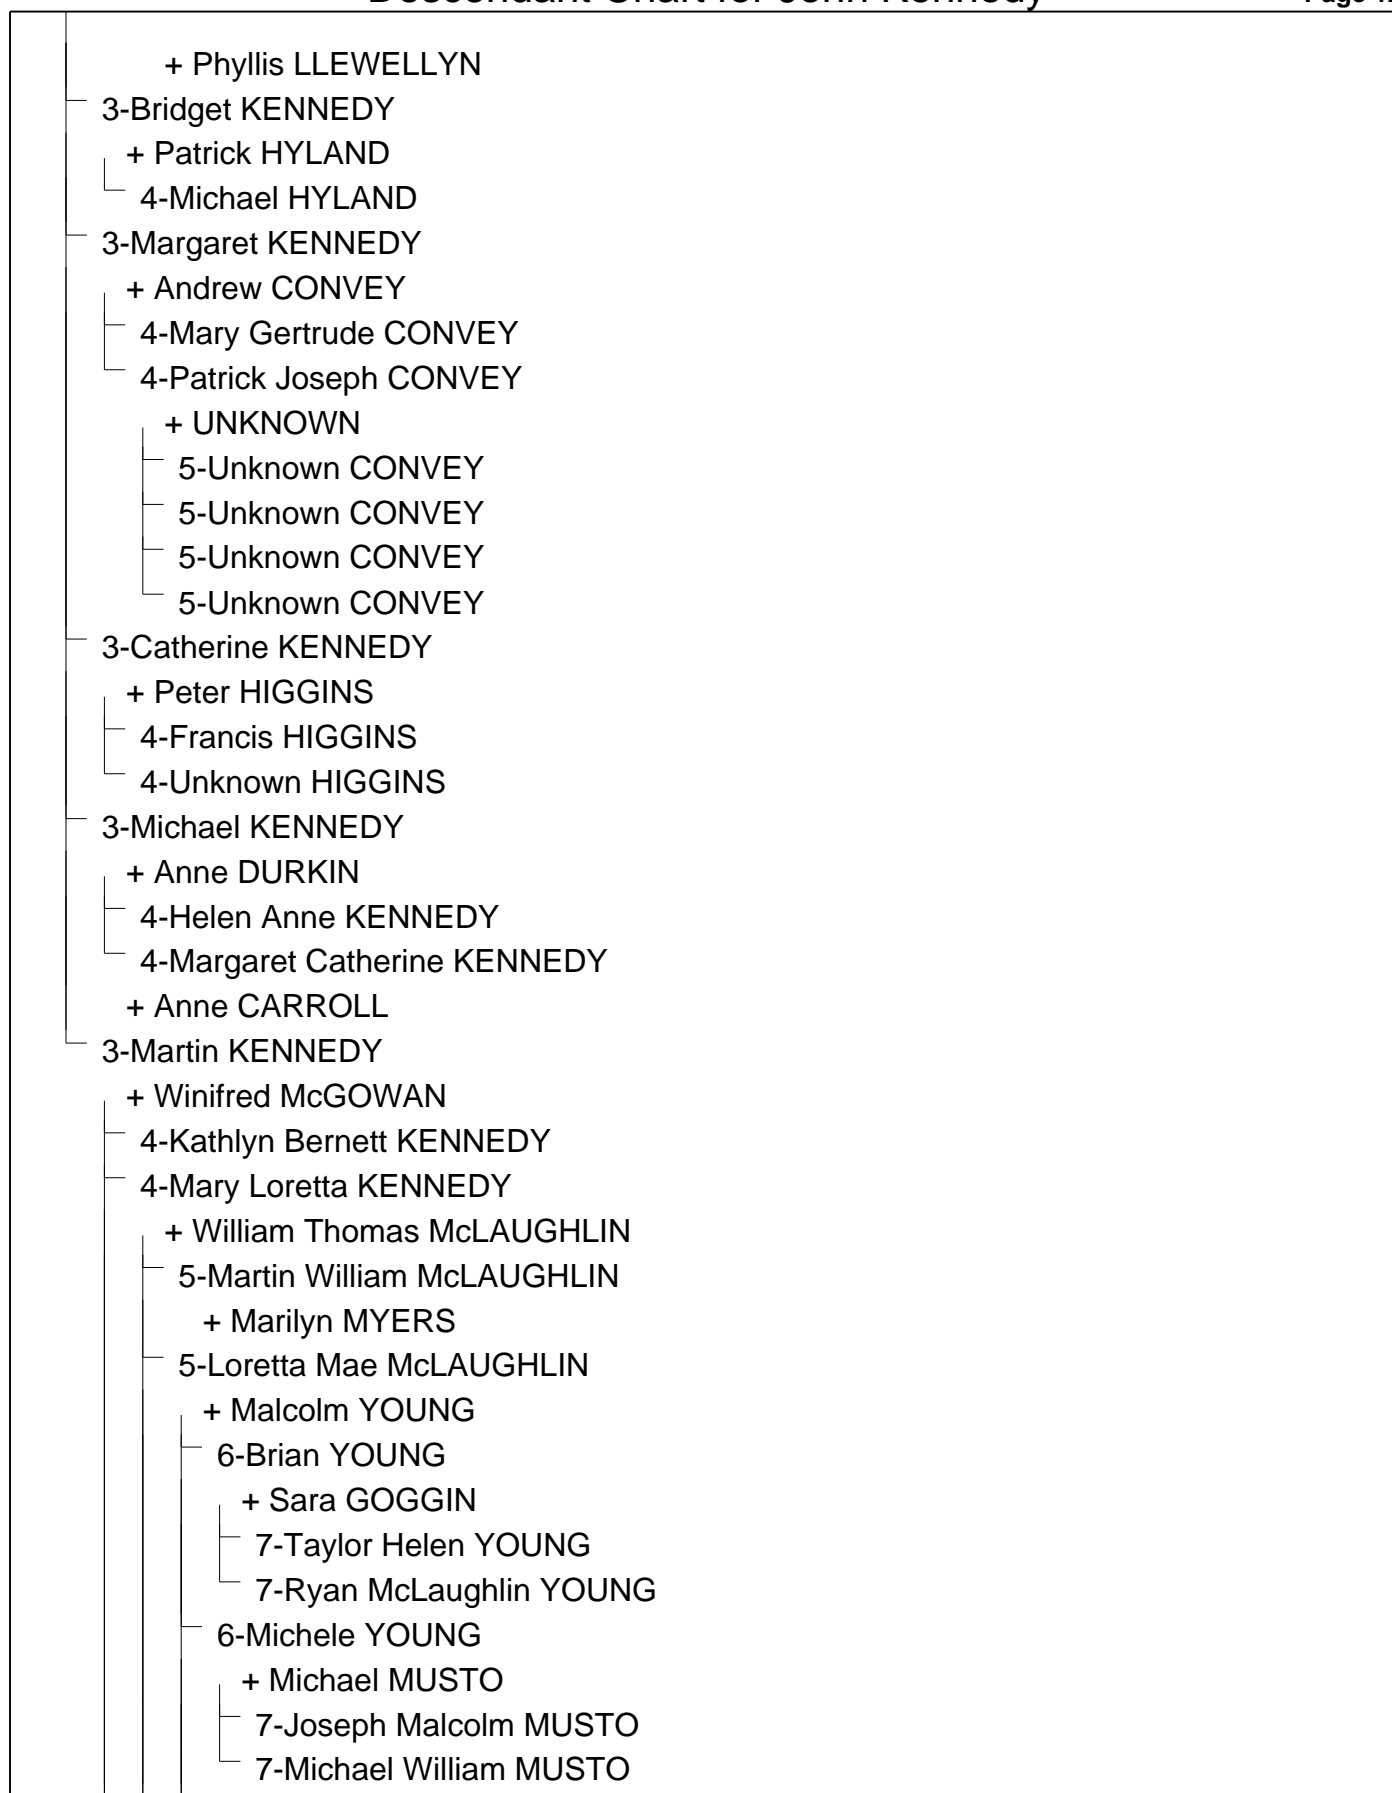 Descendant Chart for John Kennedy
+ Phyllis LLEWELLYN
3-Bridget KENNEDY
+ Patrick HYLAND
4-Michael HYLAND
3-Margaret KENNEDY
+ Andrew CONVEY
4-Mary Gertrude CONVEY
4-Patrick Joseph CONVEY
+ UNKNOWN
5-Unknown CONVEY
5-Unknown CONVEY
5-Unknown CONVEY
5-Unknown CONVEY
3-Catherine KENNEDY
+ Peter HIGGINS
4-Francis HIGGINS
4-Unknown HIGGINS
3-Michael KENNEDY
+ Anne DURKIN
4-Helen Anne KENNEDY
4-Margaret Catherine KENNEDY
+ Anne CARROLL
3-Martin KENNEDY
+ Winifred McGOWAN
4-Kathlyn Bernett KENNEDY
4-Mary Loretta KENNEDY
+ William Thomas McLAUGHLIN
5-Martin William McLAUGHLIN
+ Marilyn MYERS
5-Loretta Mae McLAUGHLIN
+ Malcolm YOUNG
6-Brian YOUNG
+ Sara GOGGIN
7-Taylor Helen YOUNG
7-Ryan McLaughlin YOUNG
6-Michele YOUNG
+ Michael MUSTO
7-Joseph Malcolm MUSTO
7-Michael William MUSTO